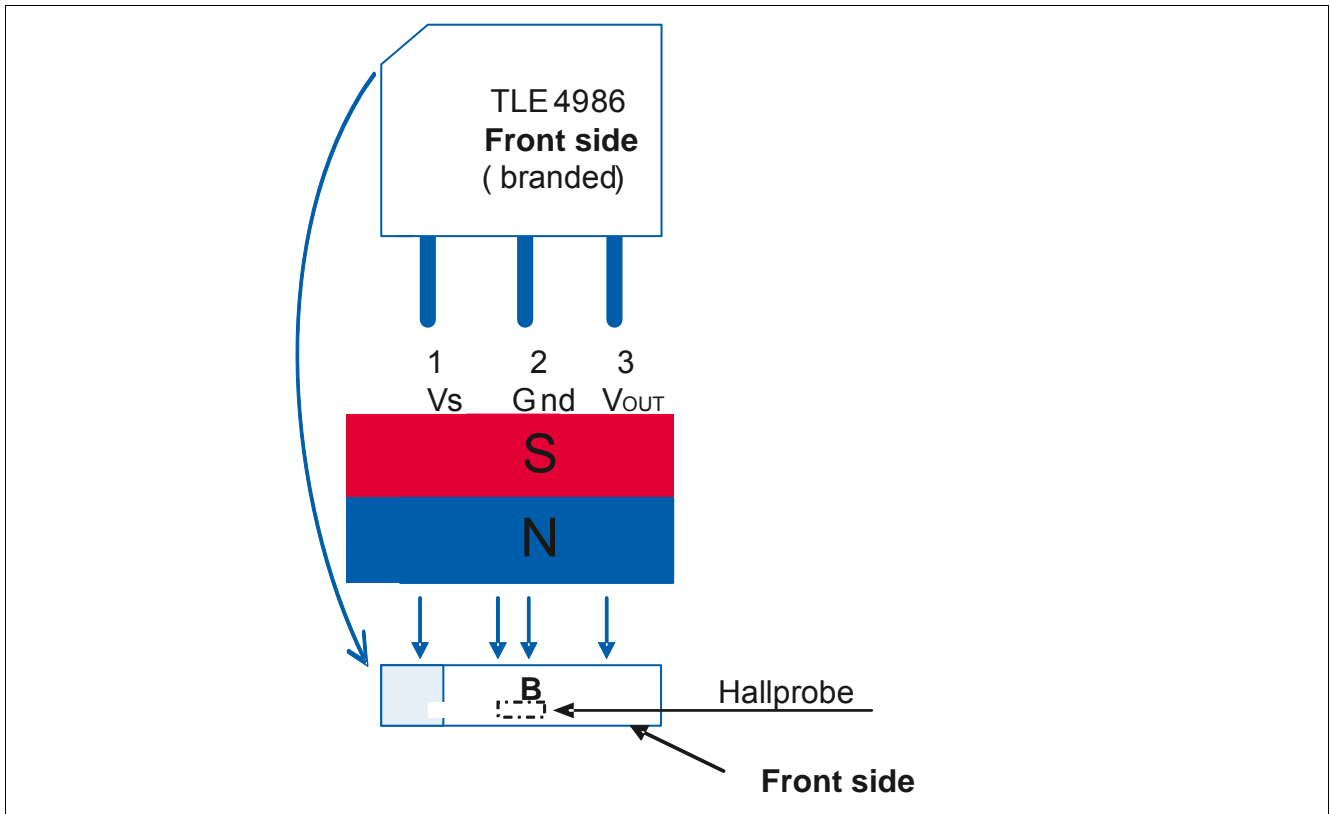 TLE 4986
Front side
( branded)
1 2 3
Vs Gnd VOUT
S
N
B
Hallprobe
Front side